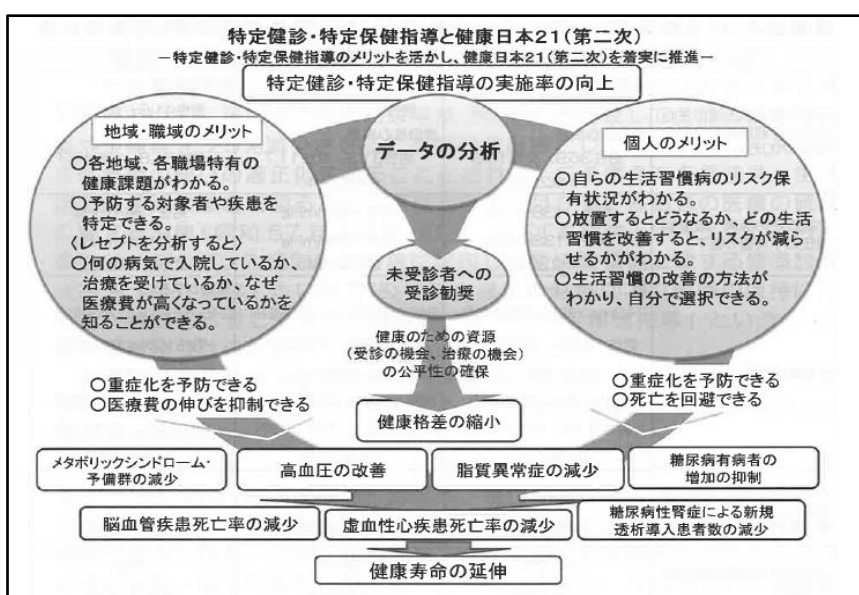 特定健診・特定保健指導と健康日本21(第二次)
−特定健診・特定保健指導のメリットを活かし、健康日本21(第二次)を着実に推進−
特定健診・特定保健指導の実施率の向上
地域・職域のメリット
○各地域、各職場特有の
健康課題がわかる。
○予防する対象者や疾患を
特定できる。
〈レセプトを分析すると〉
○何の病気で入院しているか、
治療を受けているか、なぜ
医療費が高くなっているかを
知ることができる。
データの分析
未受診者への
受診勧奨
個人のメリット
○自らの生活習慣病のリスク保
有状況がわかる。
○放置するとどうなるか、どの生活
習慣を改善すると、リスクが減ら
せるかがわかる。
○生活習慣の改善の方法が
わかり、自分で選択できる。
健康のための資源
(受診の機会、治療の機会)
の公平性の確保
○重症化を予防できる
○医療費の伸びを抑制できる
○重症化を予防できる
○死亡を回避できる
健康格差の縮小
メタボリックシンドローム・
予備群の減少
高血圧の改善
脂質異常症の減少
糖尿病有病者の
増加の抑制
脳血管疾患死亡率の減少
虚血性心疾患死亡率の減少
糖尿病性腎症による新規
透析導入患者数の減少
健康寿命の延伸